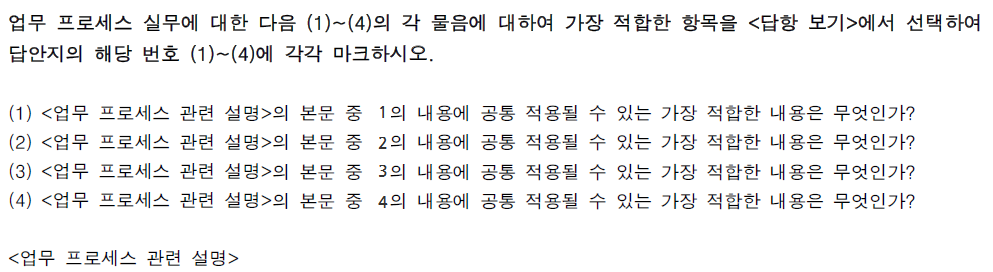 업무 프로세스 실무에 대한 다음 (1)~(4)의 각 물음에 대하여 가장 적합한 항목을 <답항 보기>에서 선택하여
답안지의 해당 번호 (1)~(4)에 각각 마크하시오.
(1) <업무 프로세스 관련 설명>의 본문 중 1의 내용에 공통 적용될 수 있는 가장 적합한 내용은 무엇인가?
(2) <업무 프로세스 관련 설명>의 본문 중 2의 내용에 공통 적용될 수 있는 가장 적합한 내용은 무엇인가?
(3) <업무 프로세스 관련 설명>의 본문 중 3의 내용에 공통 적용될 수 있는 가장 적합한 내용은 무엇인가?
(4) <업무 프로세스 관련 설명>의 본문 중 4의 내용에 공통 적용될 수 있는 가장 적합한 내용은 무엇인가?
<업무 프로세스 관련 설명>